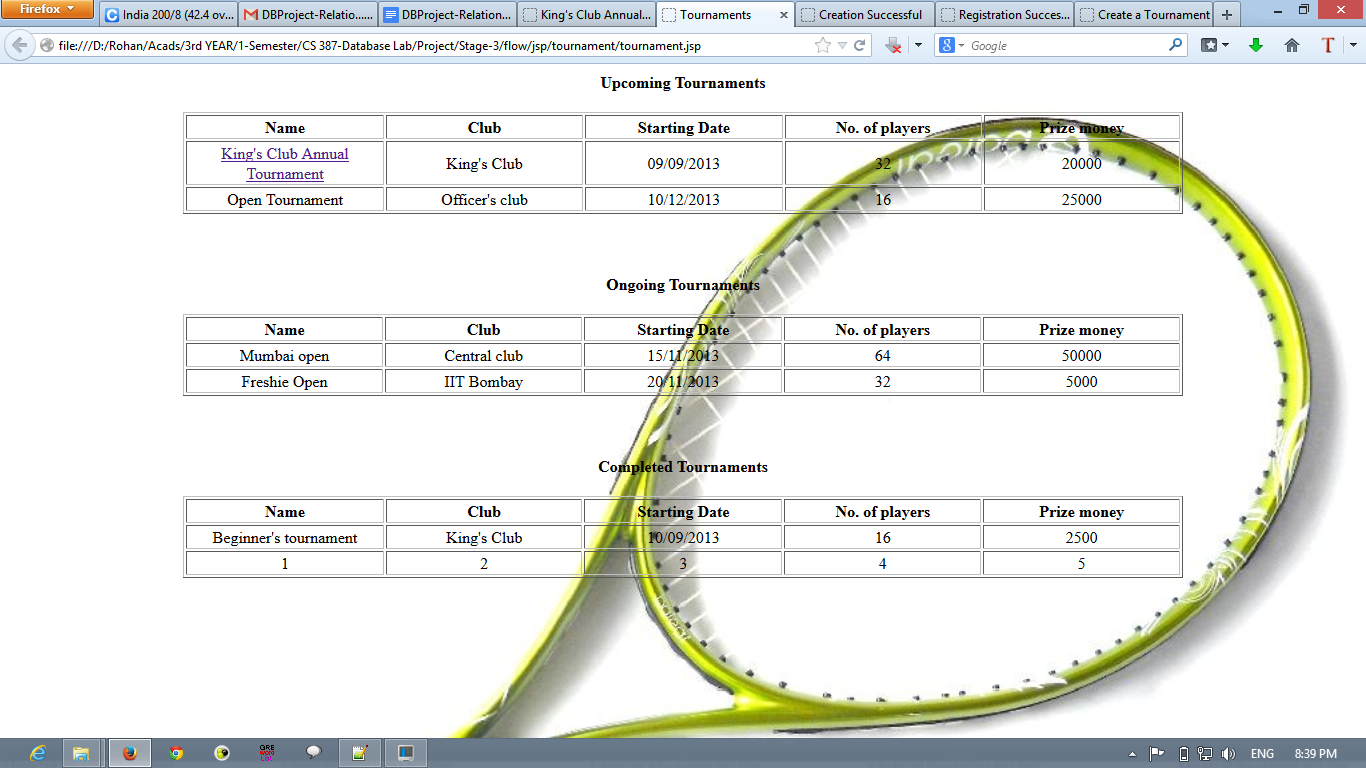 Firefox
India 200/8 (42.4 ov...
DBProject-Relatio......
DBProject-Relation...
King's Club Annual...
Tournaments
Creation Successful
Registration Succes...
Create a Tournament
file:///D:/Rohan/Acads/3rd YEAR/1-Semester/CS 387-Database Lab/Project/Stage-3/flow/jsp/tournament/tournament.jsp
Google
Upcoming Tournaments
Name Club Starting Date No. of players Prize money
King's Club Annual Tournament King's Club 09/09/2013 32 20000
Open Tournament Officer's club 10/12/2013 16 25000
Ongoing Tournaments
Name Club Starting Date No. of players Prize money
Mumbai open Central club 15/11/2013 64 50000
Freshie Open IIT Bombay 20/11/2013 32 5000
Completed Tournaments
Name Club Starting Date No. of players Prize money
Beginner's tournament King's Club 10/09/2013 16 2500
1 2 3 4 5
ENG 8:39 PM